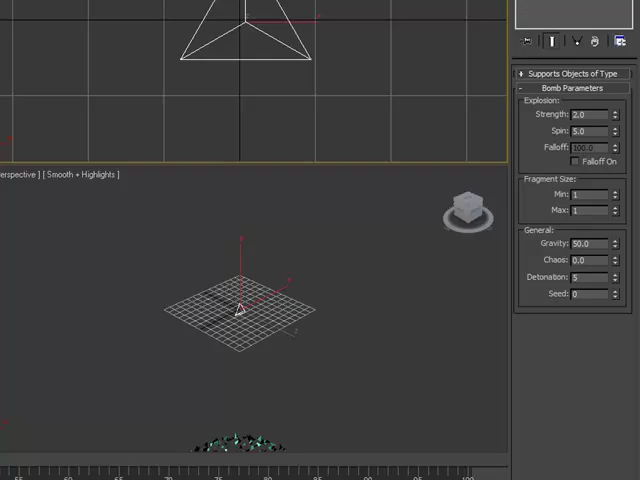 + Supports Objects of Type
- Bomb Parameters
Explosion:
Strength: 2.0
Spin: 5.0
Falloff: 100.0
Falloff On
erspective ] [ Smooth + Highlights ]
Fragment Size:
Min: 1
Max: 1
General:
Gravity: 50.0
Chaos: 0.0
Detonation: 5
Seed: 0
65 70 75 80 85 90 95 100